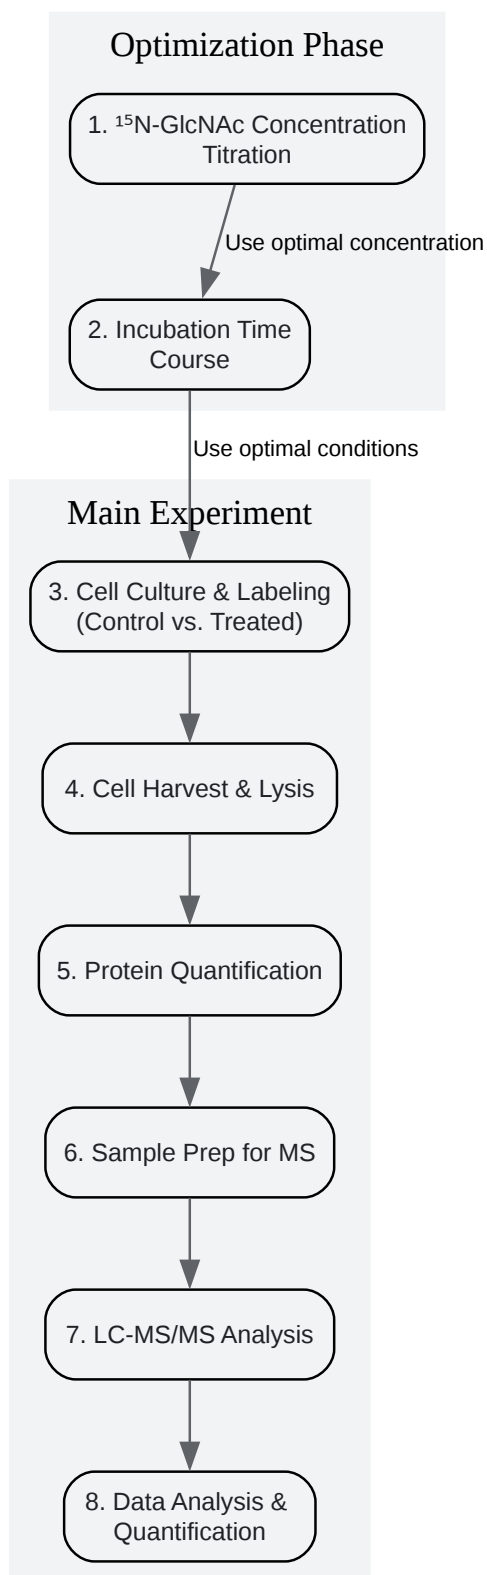 Optimization Phase
1. ¹⁵N-GlcNAc Concentration
Titration
Use optimal concentration
2. Incubation Time
Course
Use optimal conditions
Main Experiment
3. Cell Culture & Labeling
(Control vs. Treated)
4. Cell Harvest & Lysis
5. Protein Quantification
6. Sample Prep for MS
7. LC-MS/MS Analysis
8. Data Analysis &
Quantification